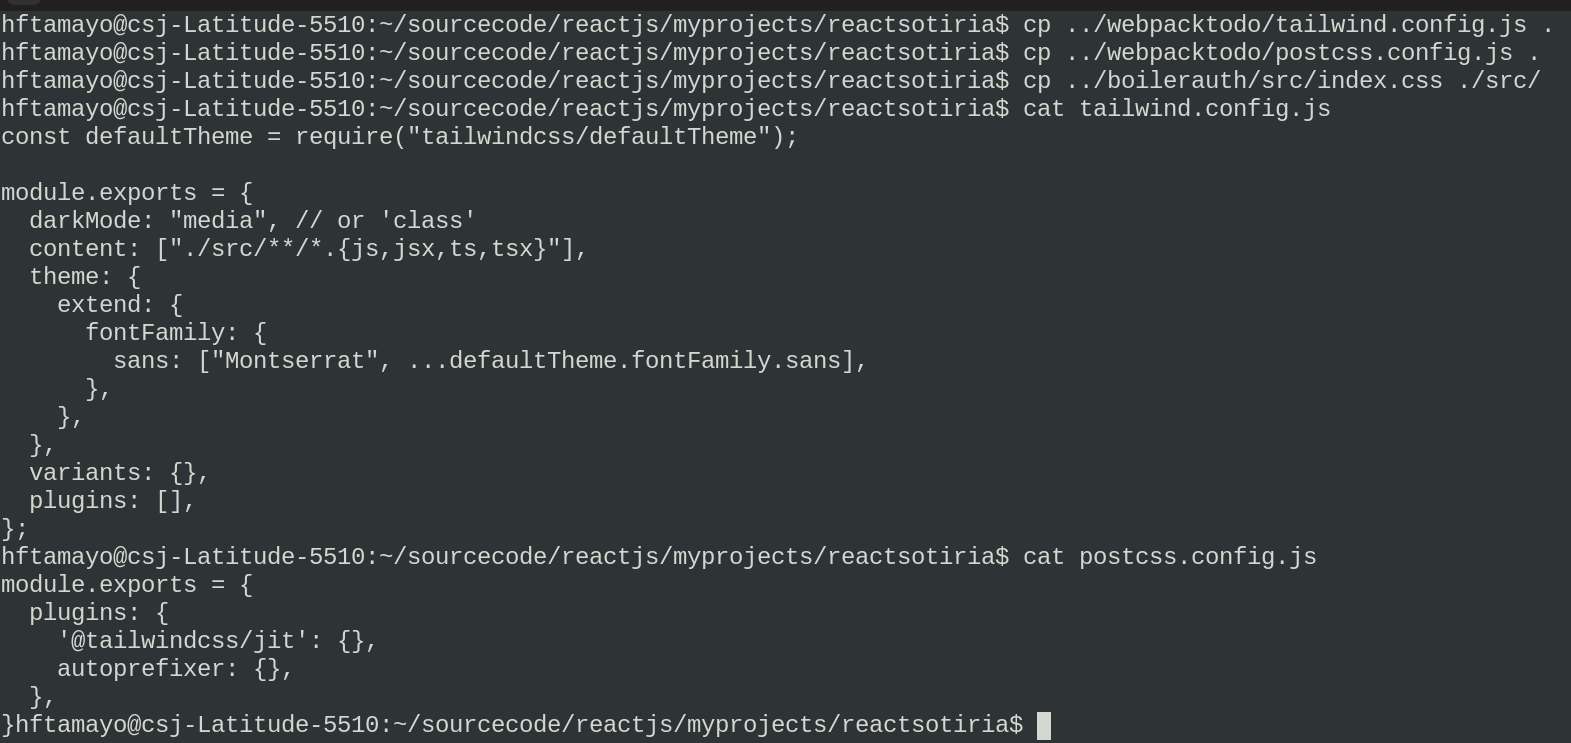 hftamayo@csj-Latitude-5510:~/sourcecode/reactjs/myprojects/reactsotiria$ cp ../webpacktodo/tailwind.config.js .
hftamayo@csj-Latitude-5510:~/sourcecode/reactjs/myprojects/reactsotiria$ cp ../webpacktodo/postcss.config.js .
hftamayo@csj-Latitude-5510:~/sourcecode/reactjs/myprojects/reactsotiria$ cp ../boilerauth/src/index.css ./src/
hftamayo@csj-Latitude-5510:~/sourcecode/reactjs/myprojects/reactsotiria$ cat tailwind.config.js
const defaultTheme = require("tailwindcss/defaultTheme");

module.exports = {
  darkMode: "media", // or 'class'
  content: ["./src/**/*.{js,jsx,ts,tsx}"],
  theme: {
    extend: {
      fontFamily: {
        sans: ["Montserrat", ...defaultTheme.fontFamily.sans],
      },
    },
  },
  variants: {},
  plugins: [],
};
hftamayo@csj-Latitude-5510:~/sourcecode/reactjs/myprojects/reactsotiria$ cat postcss.config.js
module.exports = {
  plugins: {
    '@tailwindcss/jit': {},
    autoprefixer: {},
  },
}hftamayo@csj-Latitude-5510:~/sourcecode/reactjs/myprojects/reactsotiria$